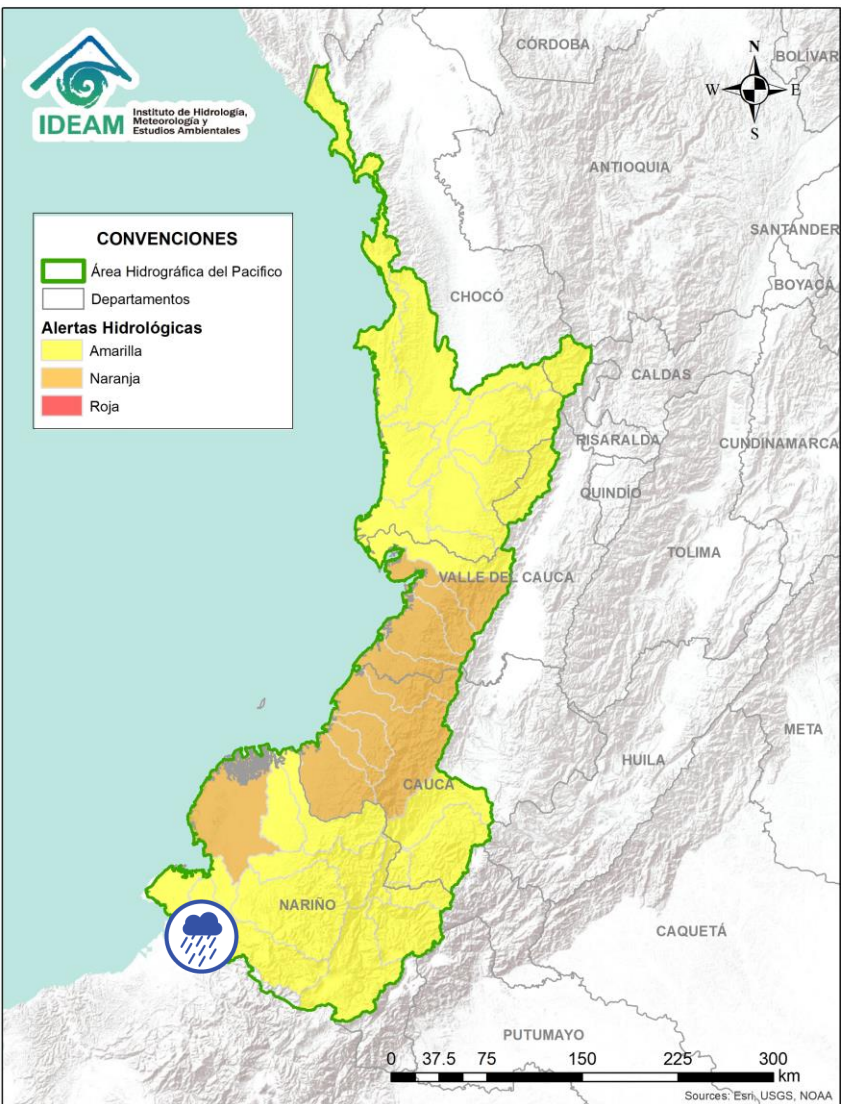 IDEAM
Instituto de Hidrología,
Meteorología y
Estudios Ambientales
CÓRDOBA
N
BOLÍVAR
W
E
S
ANTIOQUIA
CONVENCIONES
Área Hidrográfica del Pacifico
Departamentos
Alertas Hidrológicas
Amarilla
Naranja
Roja
SANTANDER
BOYACÁ
CHOCÓ
CALDAS
RISARALDA
CUNDINAMARCA
QUINDÍO
TOLIMA
VALLE DEL CAUCA
META
HUILA
CAUCA
NARIÑO
CAQUETÁ
PUTUMAYO
0 37.5 75 150 225 300
km
Sources: Esri, USGS, NOAA